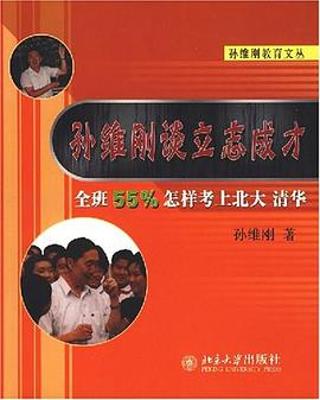 孙维刚教育文丛
孙维刚谈立志成才
全班55%怎样考上北大 清华
孙维刚 著
北京大学出版社
PEKING UNIVERSITY PRESS